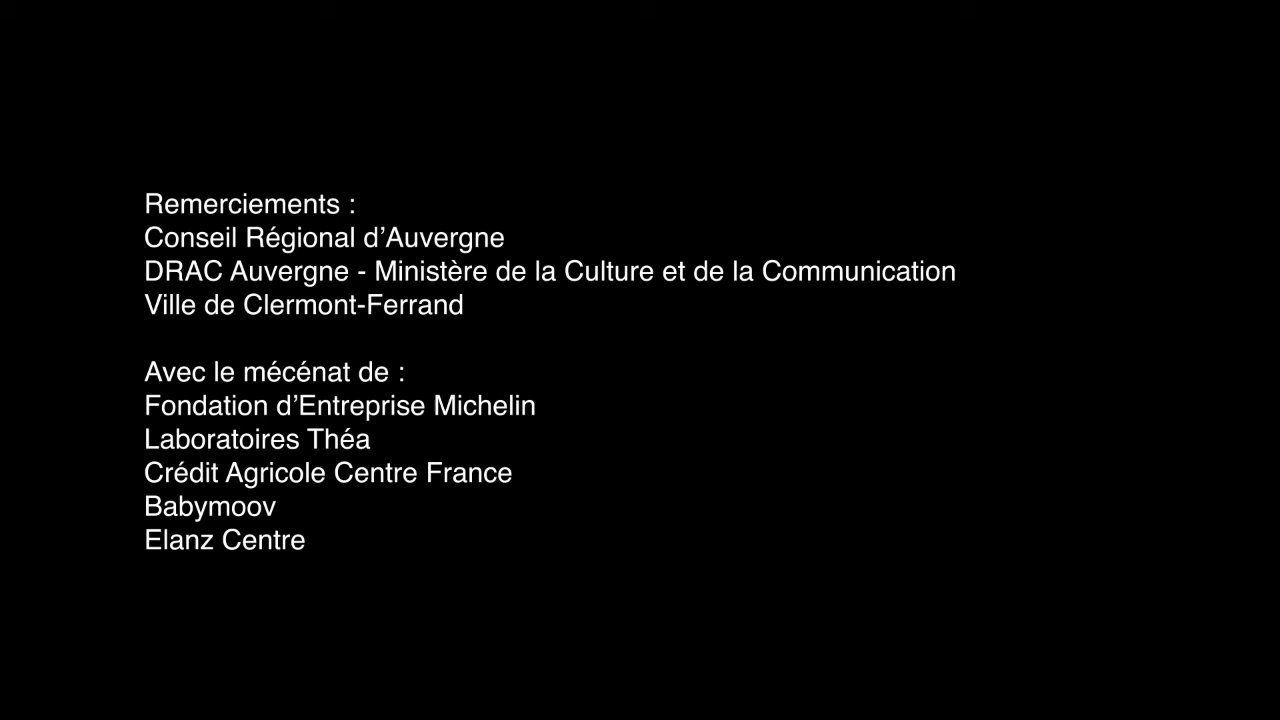 Remerciements :
Conseil Régional d’Auvergne
DRAC Auvergne - Ministère de la Culture et de la Communication
Ville de Clermont-Ferrand
Avec le mécénat de :
Fondation d’Entreprise Michelin
Laboratoires Théa
Crédit Agricole Centre France
Babymoov
Elanz Centre